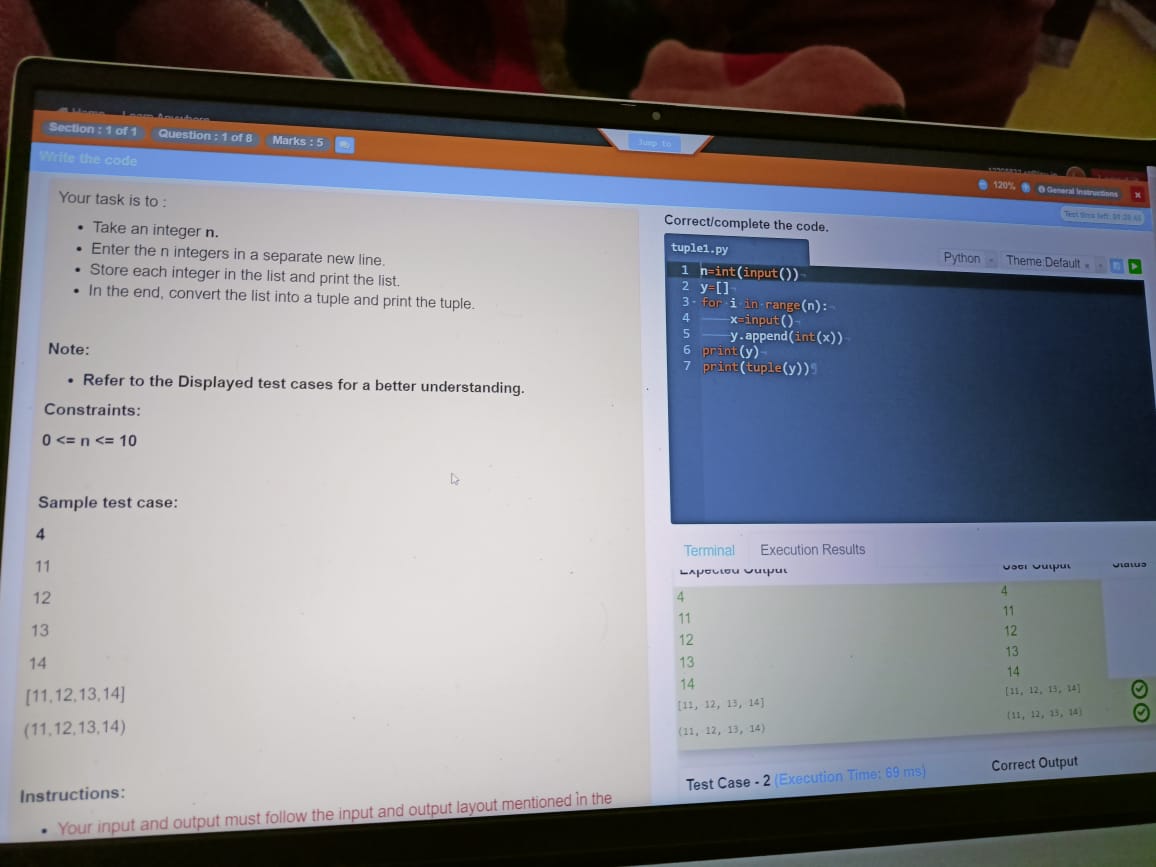 Home Learn Anywhere
Section : 1 of 1 Question : 1 of 8 Marks : 5
Jump to
120% General Instructions
Write the code
Test time left:
Your task is to :
• Take an integer n.
• Enter the n integers in a separate new line.
• Store each integer in the list and print the list.
• In the end, convert the list into a tuple and print the tuple.
Note:
• Refer to the Displayed test cases for a better understanding.
Constraints:
0 <= n <= 10
Sample test case:
4
11
12
13
14
[11,12,13,14]
(11,12,13,14)
Instructions:
• Your input and output must follow the input and output layout mentioned in the
Correct/complete the code.
tuple1.py
Python Theme:Default
1 n=int(input())
2 y=[]
3 for i in range(n):
4 x=input()
5 y.append(int(x))
6 print(y)
7 print(tuple(y))
Terminal Execution Results
Expected Output User Output Status
4 4
11 11
12 12
13 13
14 14
[11, 12, 13, 14] [11, 12, 13, 14]
(11, 12, 13, 14) (11, 12, 13, 14)
Test Case - 2 (Execution Time: 69 ms) Correct Output